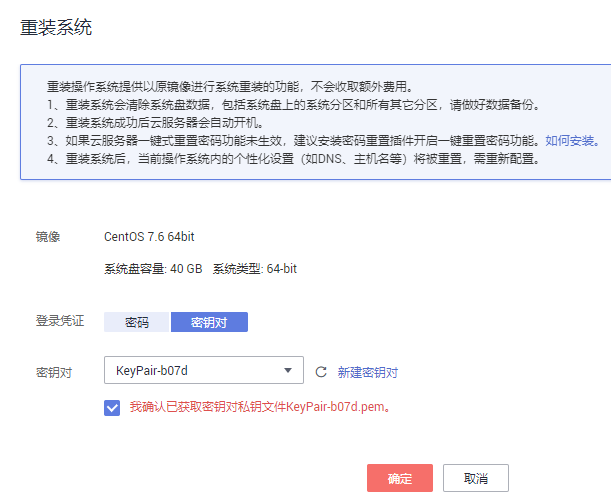 重装系统
重装操作系统提供以原镜像进行系统重装的功能，不会收取额外费用。
1、重装系统会清除系统盘数据，包括系统盘上的系统分区和所有其它分区，请做好数据备份。
2、重装系统成功后云服务器会自动开机。
3、如果云服务器一键式重置密码功能未生效，建议安装密码重置插件开启一键重置密码功能。如何安装。
4、重装系统后，当前操作系统内的个性化设置（如DNS、主机名等）将被重置，需重新配置。
镜像 CentOS 7.6 64bit
系统盘容量: 40 GB 系统类型: 64-bit
登录凭证 密码 密钥对
密钥对 KeyPair-b07d 新建密钥对
我确认已获取密钥对私钥文件KeyPair-b07d.pem。
确定 取消